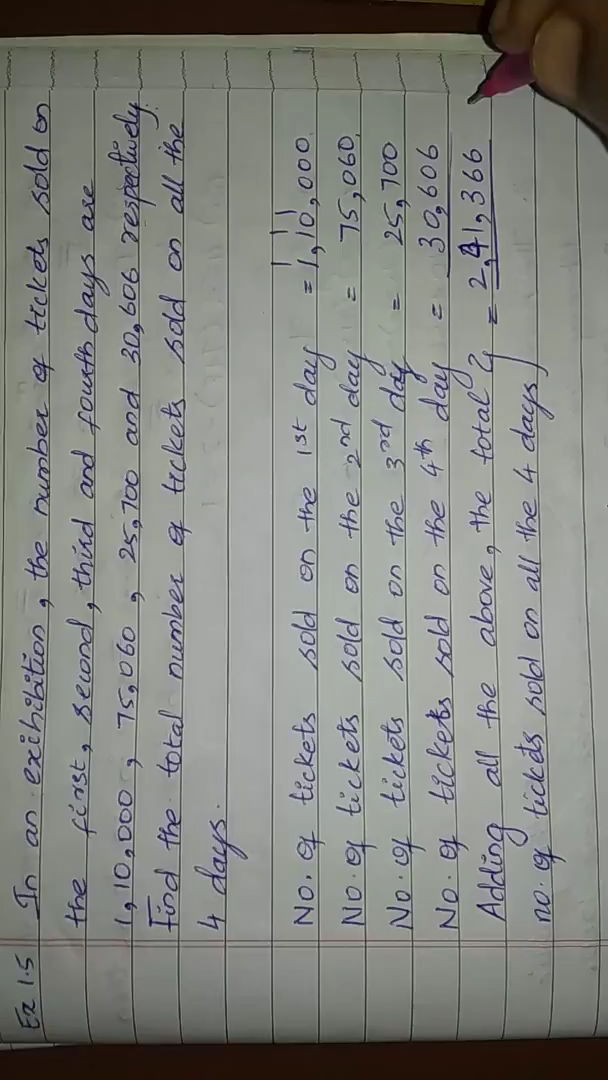 Ex 1.5 In an exihibition, the number of tickets sold on
the first, second, third and fourth days are
1,10,000, 75,060, 25,700 and 30,606 respectively.
Find the total number of tickets sold on all the
4 days.
No. of tickets sold on the 1st day = 1,10,000
No. of tickets sold on the 2nd day = 75,060
No. of tickets sold on the 3rd day = 25,700
No. of tickets sold on the 4th day = 30,606
Adding all the above, the total } = 2,41,366
no. of tickets sold on all the 4 days